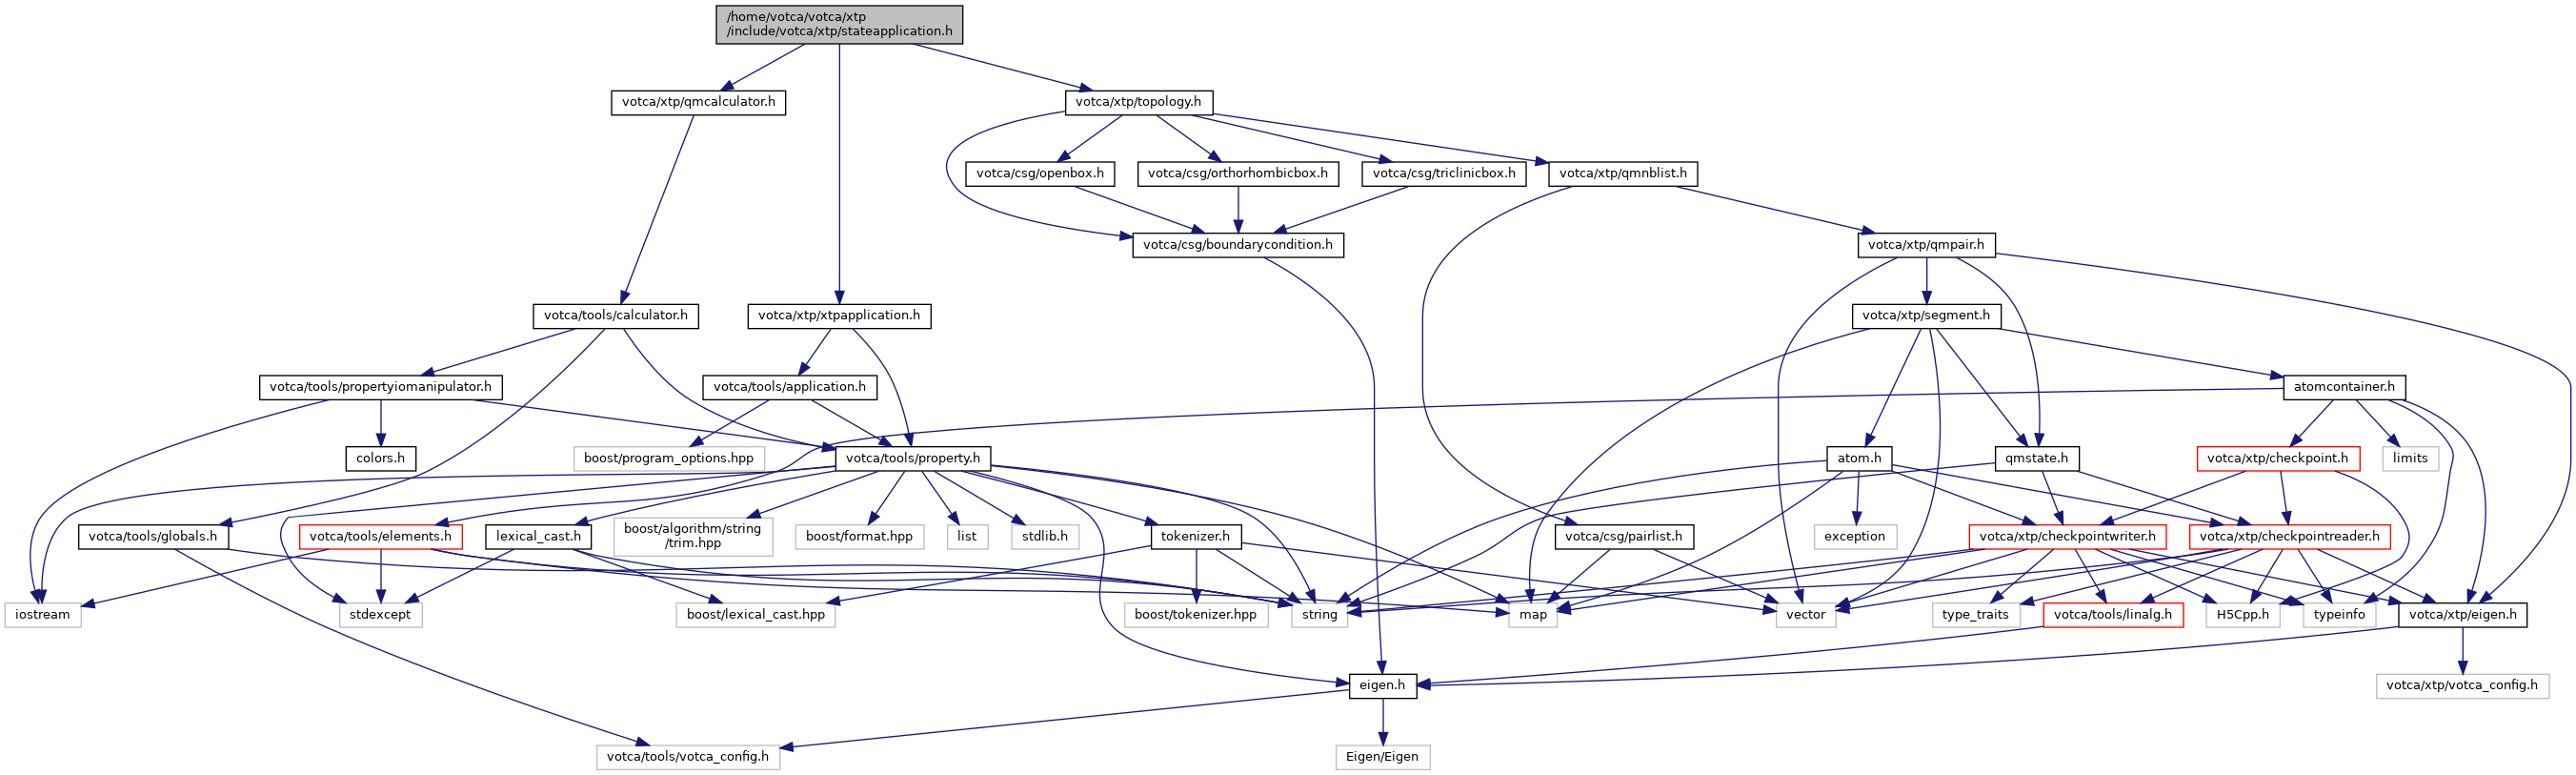 /home/votca/votca/xtp
/include/votca/xtp/stateapplication.h
votca/xtp/qmcalculator.h
votca/xtp/topology.h
votca/csg/openbox.h
votca/csg/orthorhombicbox.h
votca/csg/triclinicbox.h
votca/xtp/qmnblist.h
votca/csg/boundarycondition.h
votca/xtp/qmpair.h
votca/tools/calculator.h
votca/xtp/xtpapplication.h
votca/xtp/segment.h
votca/tools/propertyiomanipulator.h
votca/tools/application.h
atomcontainer.h
colors.h
boost/program_options.hpp
votca/tools/property.h
atom.h
qmstate.h
votca/xtp/checkpoint.h
limits
votca/tools/globals.h
votca/tools/elements.h
lexical_cast.h
boost/algorithm/string
/trim.hpp
boost/format.hpp
list
stdlib.h
tokenizer.h
votca/csg/pairlist.h
exception
votca/xtp/checkpointwriter.h
votca/xtp/checkpointreader.h
iostream
stdexcept
boost/lexical_cast.hpp
boost/tokenizer.hpp
string
map
vector
type_traits
votca/tools/linalg.h
H5Cpp.h
typeinfo
votca/xtp/eigen.h
eigen.h
votca/xtp/votca_config.h
votca/tools/votca_config.h
Eigen/Eigen